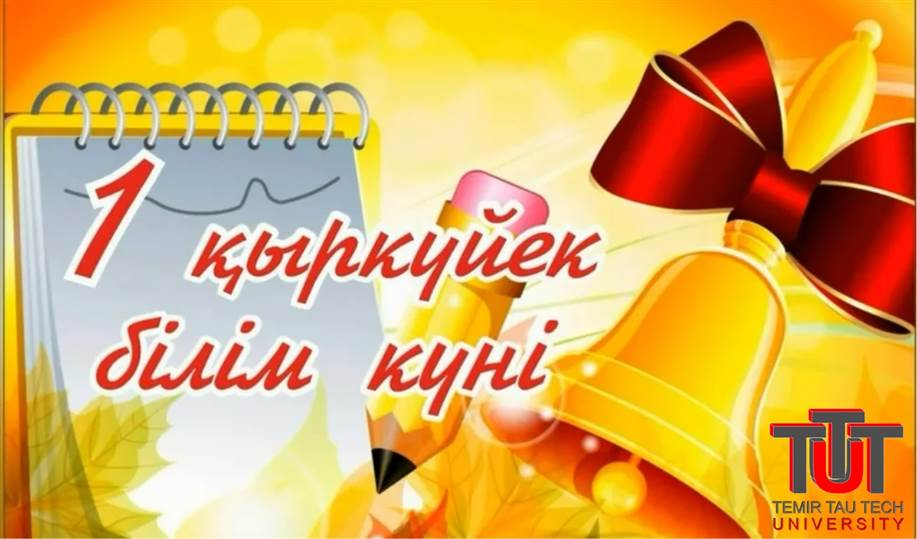 1 қыркүйек
білім күні
TUT
TEMIR TAU TECH
UNIVERSITY